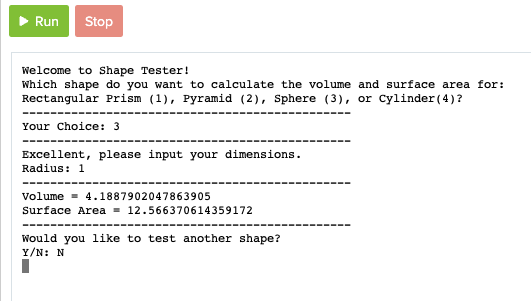 Run Stop
Welcome to Shape Tester!
Which shape do you want to calculate the volume and surface area for:
Rectangular Prism (1), Pyramid (2), Sphere (3), or Cylinder(4)?
-----------------------------------------------
Your Choice: 3
-----------------------------------------------
Excellent, please input your dimensions.
Radius: 1
-----------------------------------------------
Volume = 4.1887902047863905
Surface Area = 12.566370614359172
-----------------------------------------------
Would you like to test another shape?
Y/N: N